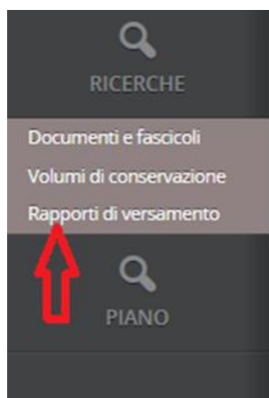 RICERCHE
Documenti e fascicoli
Volumi di conservazione
Rapporti di versamento
PIANO